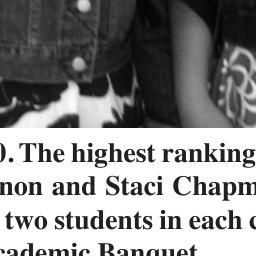 0. The highest ranking
non and Staci Chapm
two students in each c
cademic Banquet.